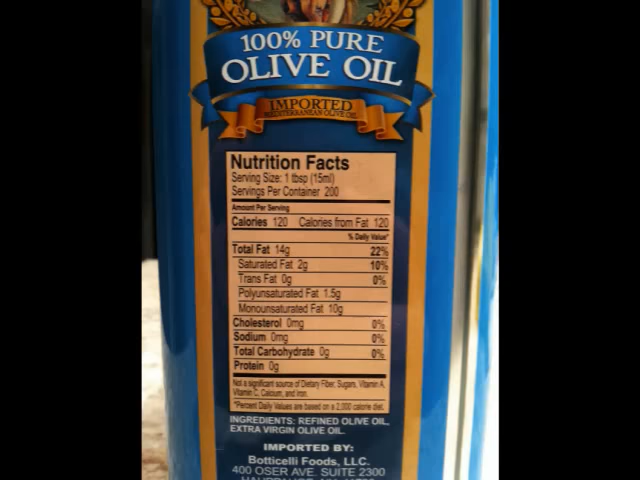 100% PURE
OLIVE OIL
IMPORTED
MEDITERRANEAN OLIVE OIL
Nutrition Facts
Serving Size: 1 tbsp (15ml)
Servings Per Container 200
Amount Per Serving
Calories 120 Calories from Fat 120
% Daily Value*
Total Fat 14g 22%
Saturated Fat 2g 10%
Trans Fat 0g 0%
Polyunsaturated Fat 1.5g
Monounsaturated Fat 10g
Cholesterol 0mg 0%
Sodium 0mg 0%
Total Carbohydrate 0g 0%
Protein 0g
Not a significant source of Dietary Fiber, Sugars, Vitamin A,
Vitamin C, Calcium, and Iron.
*Percent Daily Values are based on a 2,000 calorie diet.
INGREDIENTS: REFINED OLIVE OIL,
EXTRA VIRGIN OLIVE OIL.
IMPORTED BY:
Botticelli Foods, LLC.
400 OSER AVE. SUITE 2300